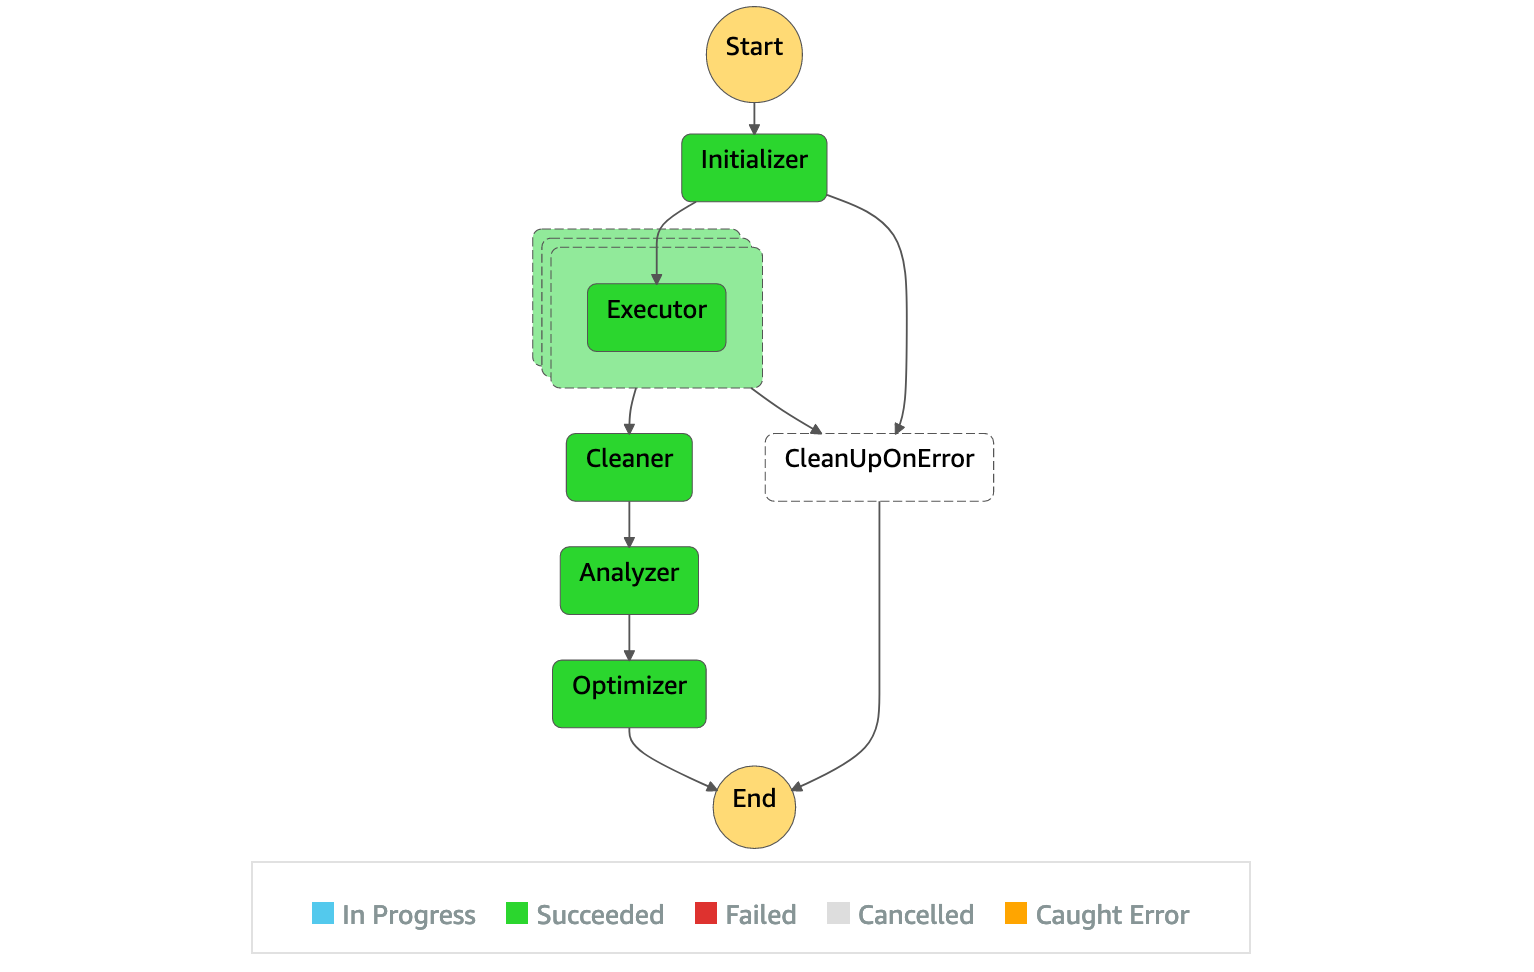 Start
Initializer
Executor
Cleaner
CleanUpOnError
Analyzer
Optimizer
End
In Progress Succeeded Failed Cancelled Caught Error